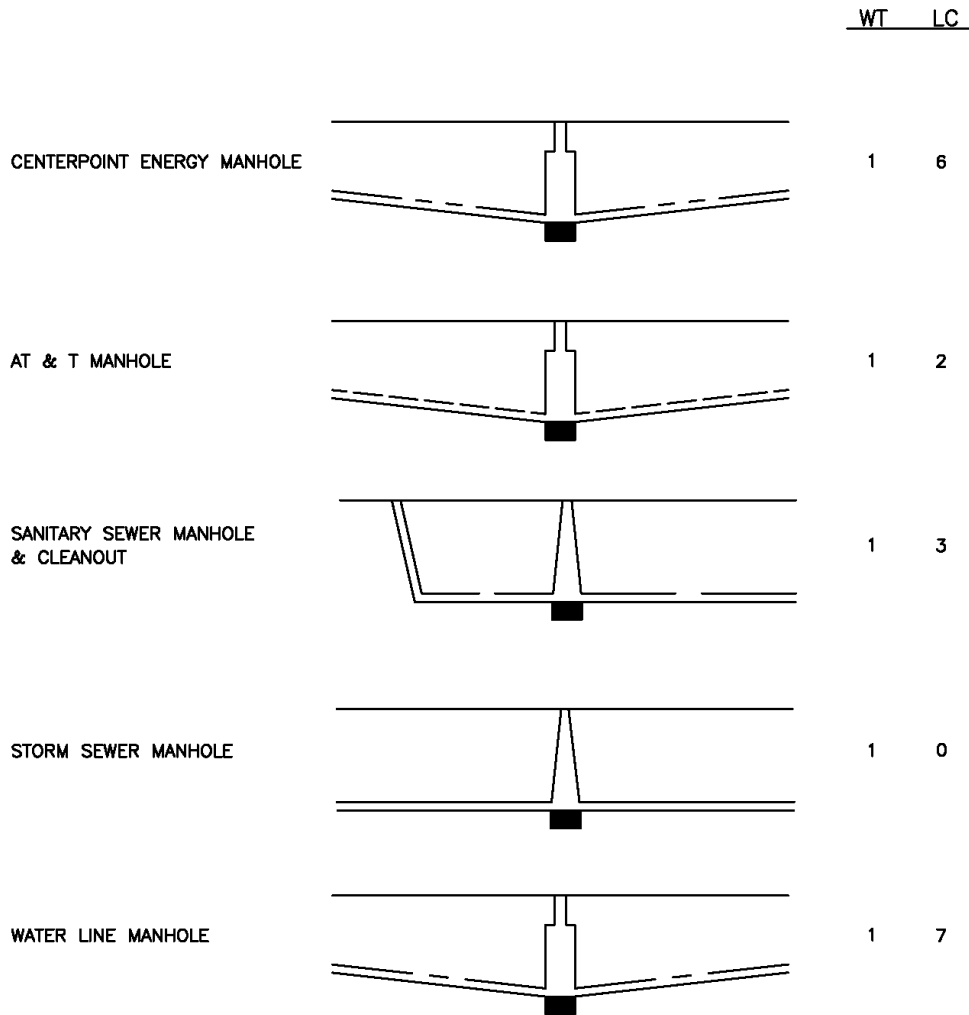 WT LC
CENTERPOINT ENERGY MANHOLE 1 6
AT & T MANHOLE 1 2
SANITARY SEWER MANHOLE
& CLEANOUT 1 3
STORM SEWER MANHOLE 1 0
WATER LINE MANHOLE 1 7